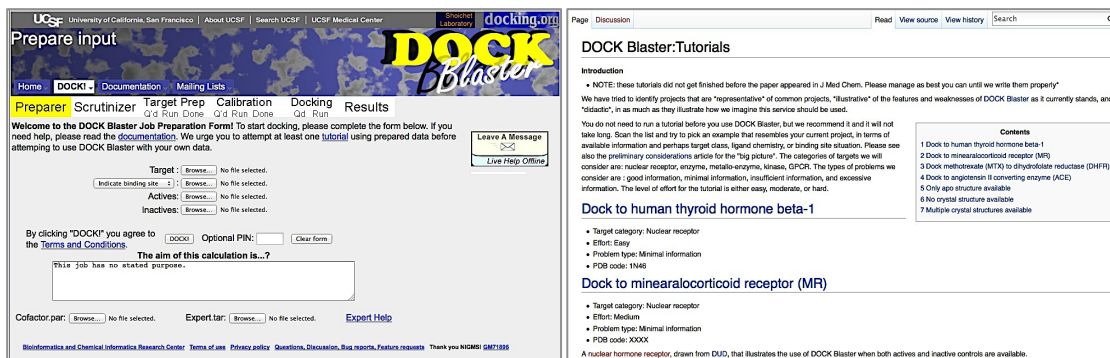 UCSF University of California, San Francisco | About UCSF | Search UCSF | UCSF Medical Center
Shoichet Laboratory
docking.org
Prepare input
DOCK Blaster
Home DOCK! Documentation Mailing Lists
Preparer Scrutinizer Target Prep Calibration Docking Results
Q'd Run Done Q'd Run Done Qd Run
Welcome to the DOCK Blaster Job Preparation Form! To start docking, please complete the form below. If you
need help, please read the documentation. We urge you to attempt at least one tutorial using prepared data before
attempting to use DOCK Blaster with your own data.
Leave A Message
Live Help Offline
Target : Browse... No file selected.
Indicate binding site : Browse... No file selected.
Actives: Browse... No file selected.
Inactives: Browse... No file selected.
By clicking "DOCK!" you agree to
the Terms and Conditions.
DOCK! Optional PIN: Clear form
The aim of this calculation is...?
This job has no stated purpose.
Cofactor.par: Browse... No file selected. Expert.tar: Browse... No file selected. Expert Help
Bioinformatics and Chemical Informatics Research Center Terms of use Privacy policy Questions, Discussion, Bug reports, Feature requests Thank you NIGMS! GM71896
Page Discussion Read View source View history Search
DOCK Blaster:Tutorials
Introduction
• NOTE: these tutorials did not get finished before the paper appeared in J Med Chem. Please manage as best you can until we write them properly"
We have tried to identify projects that are "representative" of common projects, "illustrative" of the features and weaknesses of DOCK Blaster as it currently stands, and
"didactic", in as much as they illustrate how we imagine this service should be used.
You do not need to run a tutorial before you use DOCK Blaster, but we recommend it and it will not
take long. Scan the list and try to pick an example that resembles your current project, in terms of
available information and perhaps target class, ligand chemistry, or binding site situation. Please see
also the preliminary considerations article for the "big picture". The categories of targets we will
consider are: nuclear receptor, enzyme, metallo-enzyme, kinase, GPCR. The types of problems we
consider are : good information, minimal information, insufficient information, and excessive
information. The level of effort for the tutorial is either easy, moderate, or hard.
Contents
1 Dock to human thyroid hormone beta-1
2 Dock to minearalocorticoid receptor (MR)
3 Dock methotrexate (MTX) to dihydrofolate reductase (DHFR)
4 Dock to angiotensin II converting enzyme (ACE)
5 Only apo structure available
6 No crystal structure available
7 Multiple crystal structures available
Dock to human thyroid hormone beta-1
• Target category: Nuclear receptor
• Effort: Easy
• Problem type: Minimal information
• PDB code: 1N46
Dock to minearalocorticoid receptor (MR)
• Target category: Nuclear receptor
• Effort: Medium
• Problem type: Minimal information
• PDB code: XXXX
A nuclear hormone receptor, drawn from DUD, that illustrates the use of DOCK Blaster when both actives and inactive controls are available.